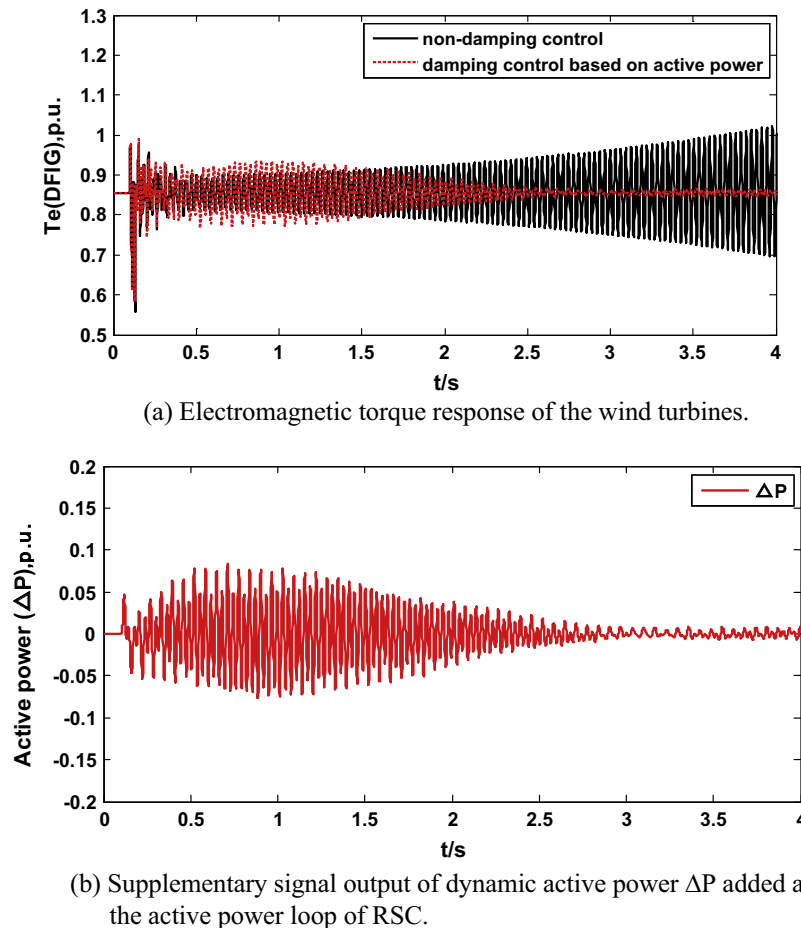 1.3
1.2
1.1
1
0.9
0.8
0.7
0.6
0.5
Te(DFIG),p.u.
non-damping control
damping control based on active power
0 0.5 1 1.5 2 2.5 3 3.5 4
t/s
(a) Electromagnetic torque response of the wind turbines.
0.2
0.15
0.1
0.05
0
-0.05
-0.1
-0.15
-0.2
Active power (ΔP),p.u.
ΔP
0 0.5 1 1.5 2 2.5 3 3.5 4
t/s
(b) Supplementary signal output of dynamic active power ΔP added a
the active power loop of RSC.